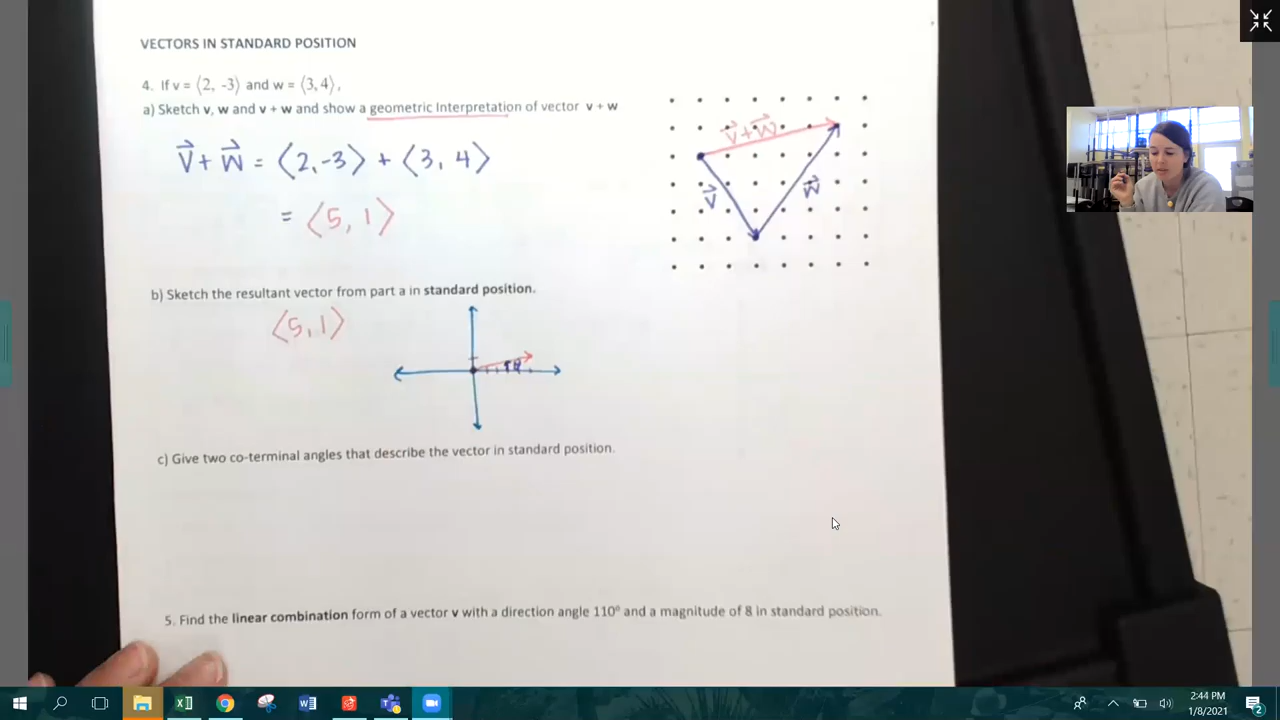 VECTORS IN STANDARD POSITION
4. If v = ⟨2, -3⟩ and w = ⟨3, 4⟩,
a) Sketch v, w and v + w and show a geometric Interpretation of vector v + w
V⃗ + W⃗ = ⟨2,-3⟩ + ⟨3, 4⟩
= ⟨5, 1⟩
V⃗+W⃗
V⃗
W⃗
b) Sketch the resultant vector from part a in standard position.
⟨5, 1⟩
c) Give two co-terminal angles that describe the vector in standard position.
5. Find the linear combination form of a vector v with a direction angle 110° and a magnitude of 8 in standard position.
2:44 PM
1/8/2021
2